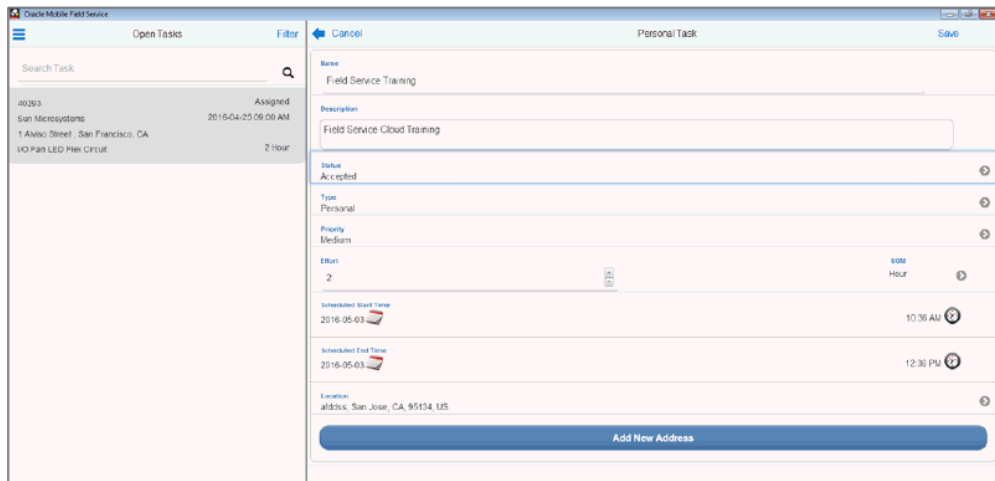 Oracle Mobile Field Service
Open Tasks
Filter
Search Task
40293
Assigned
Sun Microsystems
2016-04-25 09:00 AM
1 Alviso Street , San Francisco, CA
I/O Fan LED Flex Circuit
2 Hour
Cancel
Personal Task
Save
Name
Field Service Training
Description
Field Service Cloud Training
Status
Accepted
Type
Personal
Priority
Medium
Effort
UOM
2
Hour
Scheduled Start Time
2016-05-03
10:36 AM
Scheduled End Time
2016-05-03
12:36 PM
Location
afddss, San Jose, CA, 95134, US
Add New Address